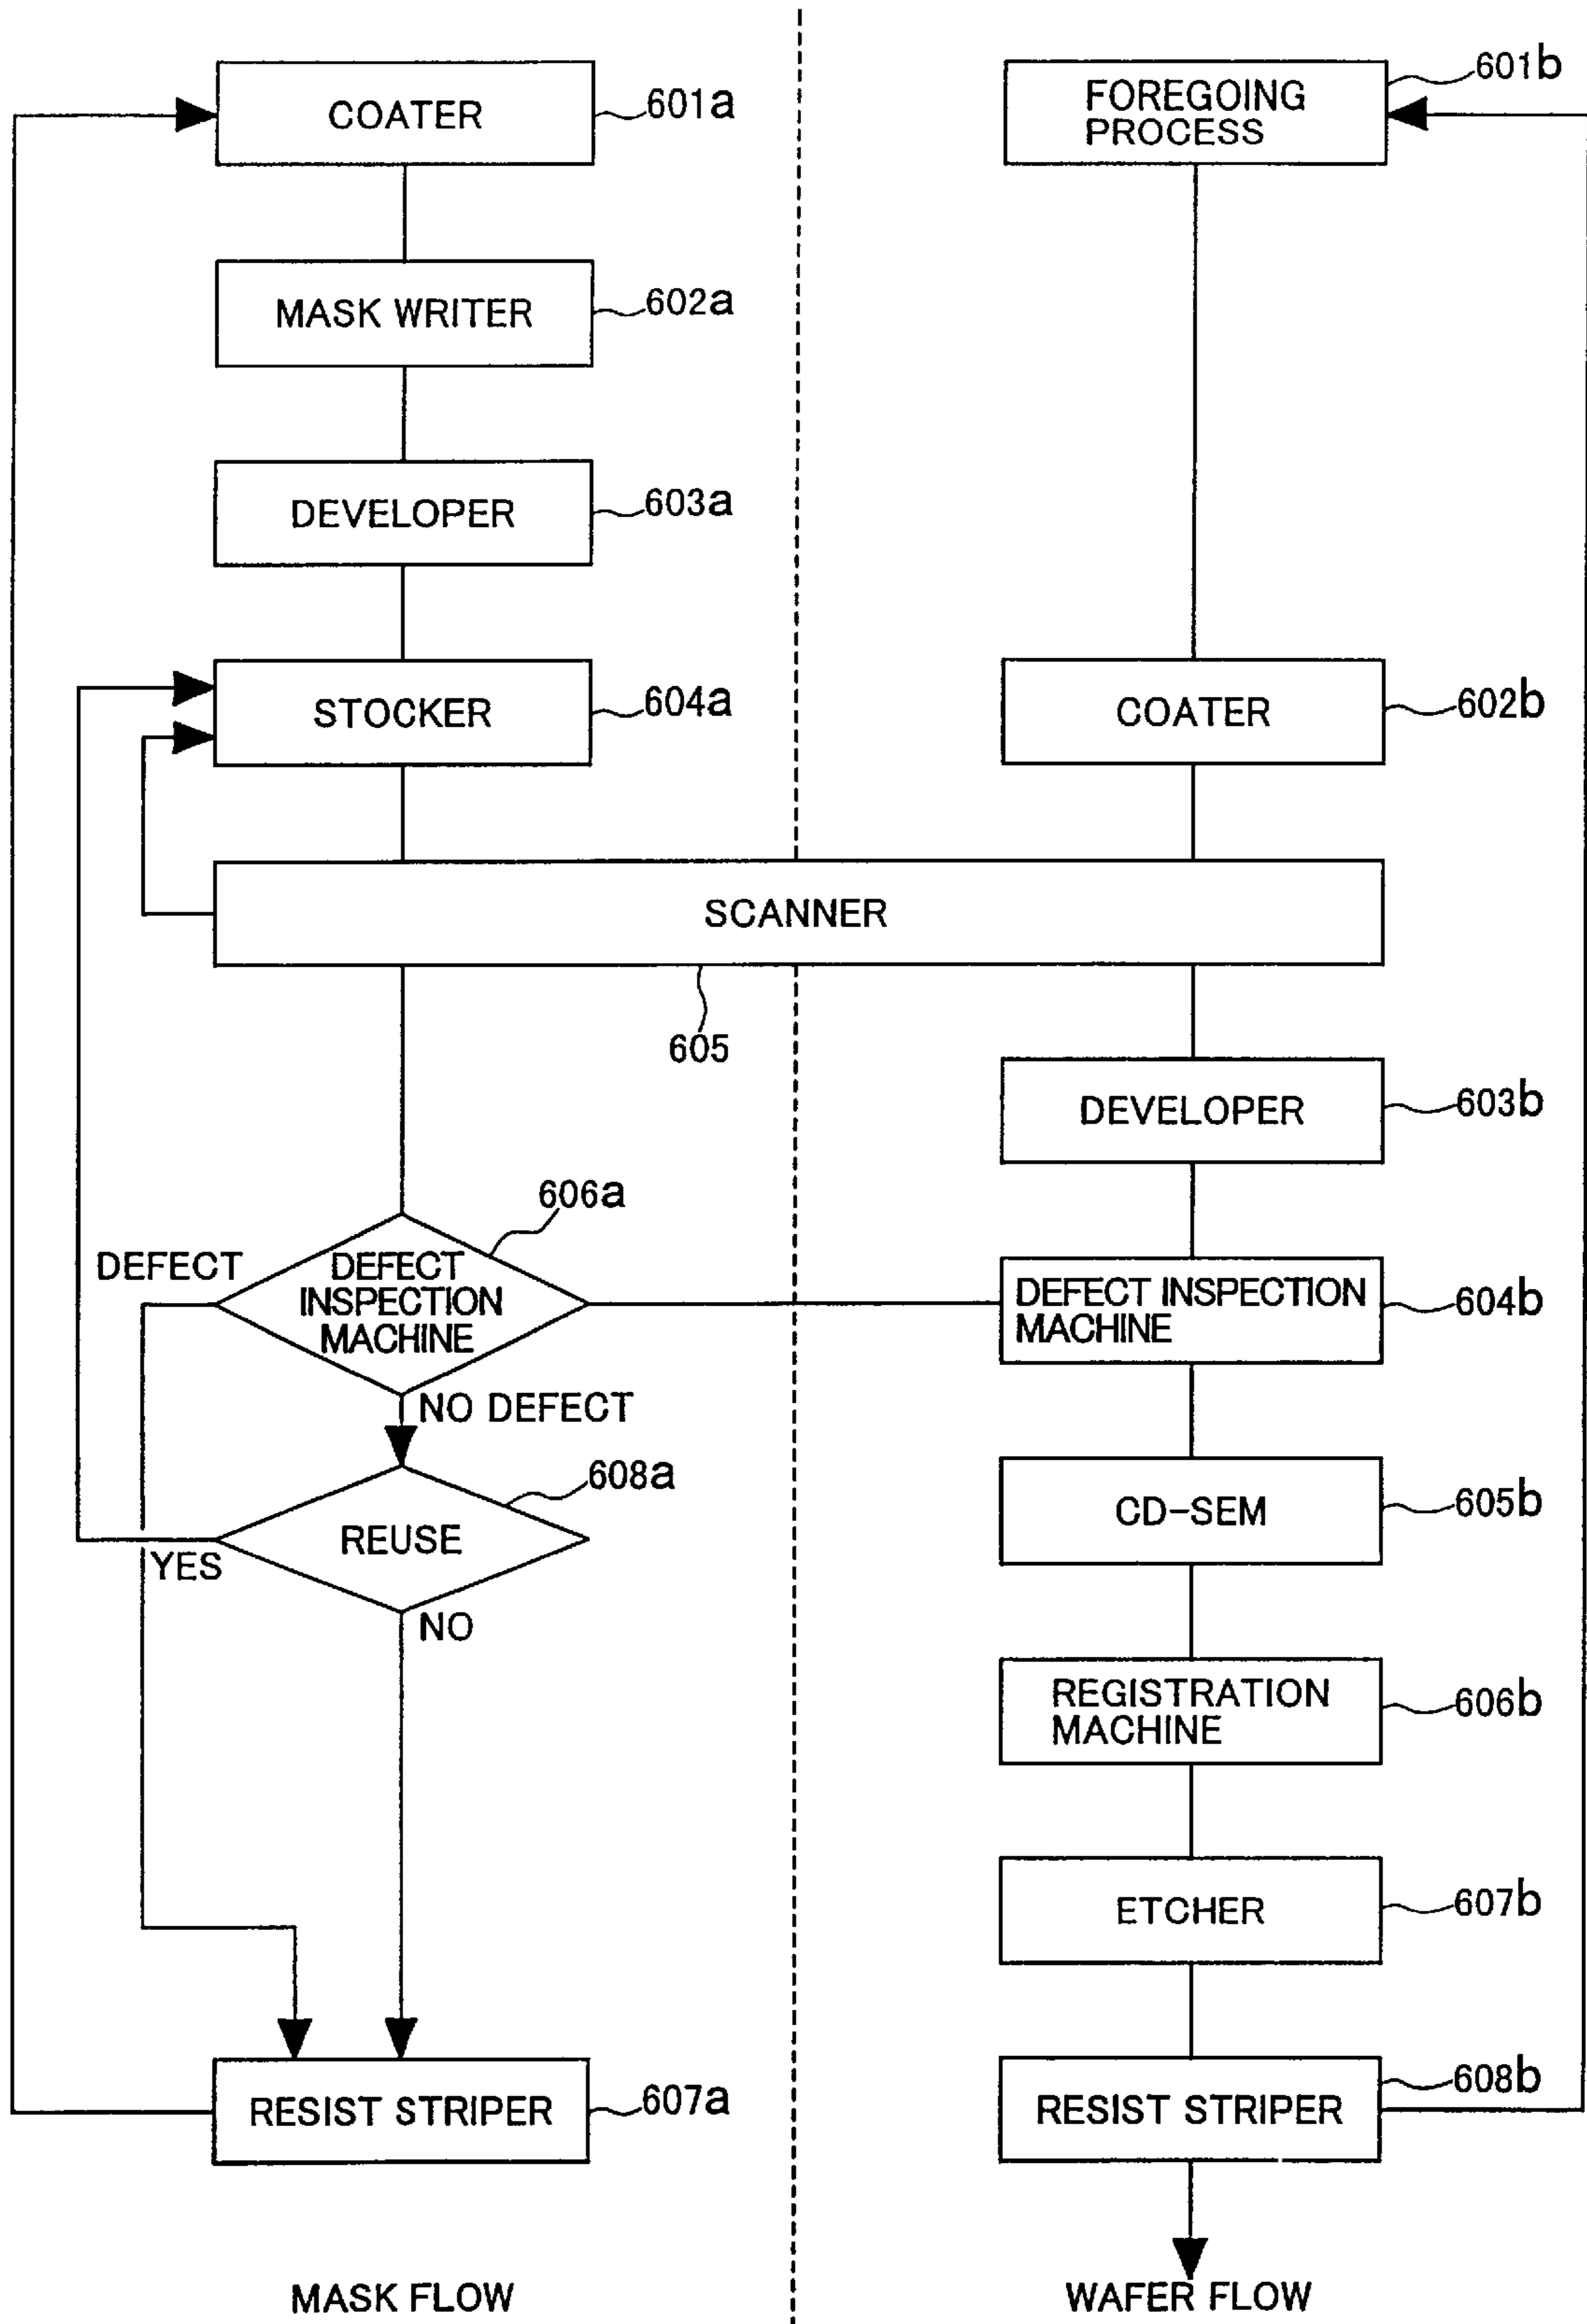 COATER
601a
MASK WRITER
602a
DEVELOPER
603a
STOCKER
604a
FOREGOING
PROCESS
601b
COATER
602b
SCANNER
605
DEVELOPER
603b
606a
DEFECT
DEFECT
INSPECTION
MACHINE
NO DEFECT
608a
REUSE
YES
NO
RESIST STRIPER
607a
DEFECT INSPECTION
MACHINE
604b
CD-SEM
605b
REGISTRATION
MACHINE
606b
ETCHER
607b
RESIST STRIPER
608b
MASK FLOW
WAFER FLOW